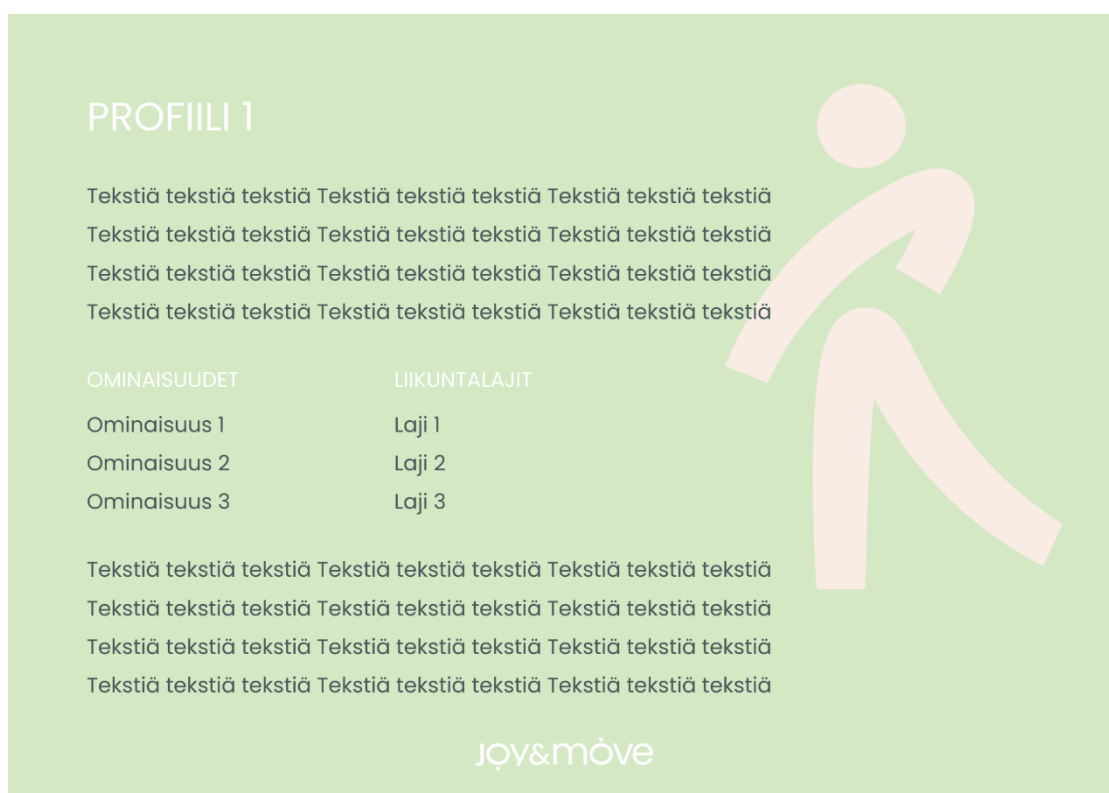 PROFIILI 1
Tekstiä tekstiä tekstiä Tekstiä tekstiä tekstiä Tekstiä tekstiä tekstiä
Tekstiä tekstiä tekstiä Tekstiä tekstiä tekstiä Tekstiä tekstiä tekstiä
Tekstiä tekstiä tekstiä Tekstiä tekstiä tekstiä Tekstiä tekstiä tekstiä
Tekstiä tekstiä tekstiä Tekstiä tekstiä tekstiä Tekstiä tekstiä tekstiä
OMINAISUUDET
Ominaisuus 1
Ominaisuus 2
Ominaisuus 3
LIIKUNTALAJIT
Laji 1
Laji 2
Laji 3
Tekstiä tekstiä tekstiä Tekstiä tekstiä tekstiä Tekstiä tekstiä tekstiä
Tekstiä tekstiä tekstiä Tekstiä tekstiä tekstiä Tekstiä tekstiä tekstiä
Tekstiä tekstiä tekstiä Tekstiä tekstiä tekstiä Tekstiä tekstiä tekstiä
Tekstiä tekstiä tekstiä Tekstiä tekstiä tekstiä Tekstiä tekstiä tekstiä
JOY&MOVE